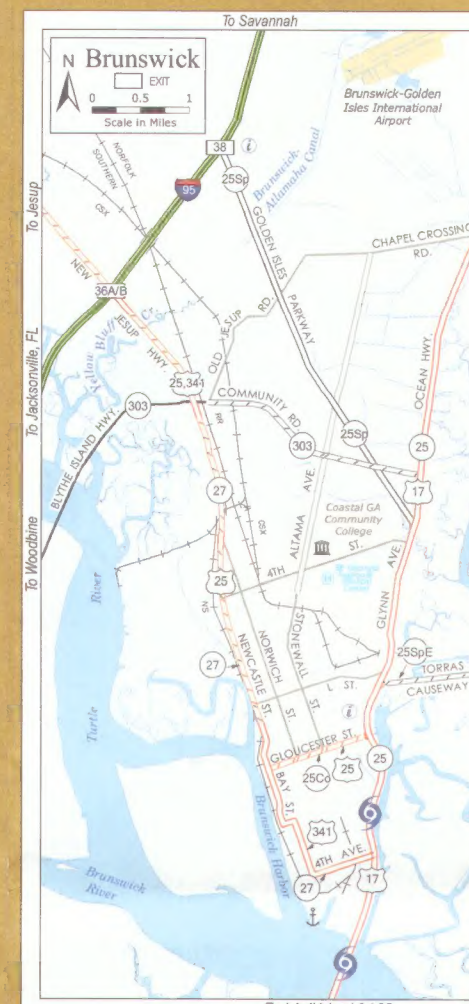 To Savannah
N
Brunswick
EXIT
0 0.5 1
Scale in Miles
Brunswick-Golden
Isles International
Airport
NORFOLK
SOUTHERN
CSX
38
i
25Sp
95
Brunswick-
Altamaha Canal
To Jesup
GOLDEN ISLES
PARKWAY
CHAPEL CROSSING
RD.
36A/B
NEW
JESUP
HWY.
Yellow Bluff Cr.
OLD
JESUP
RD.
OCEAN HWY.
To Jacksonville, FL
25,341
303
COMMUNITY
RD.
303
25Sp
25
17
BLYTHE ISLAND HWY.
RR
27
ALTAMA
AVE.
Coastal GA
Community
College
CSX
To Woodbine
4TH
ST.
25
NS
GLYNN
AVE.
River
Turtle
27
NEWCASTLE
ST.
NORWICH
ST
STONEWALL
ST
25SpE
TORRAS
CAUSEWAY
L ST.
i
GLOUCESTER ST
25Co
25
25
BAY
ST.
341
4TH
AVE.
27
17
Brunswick Harbor
Brunswick
River